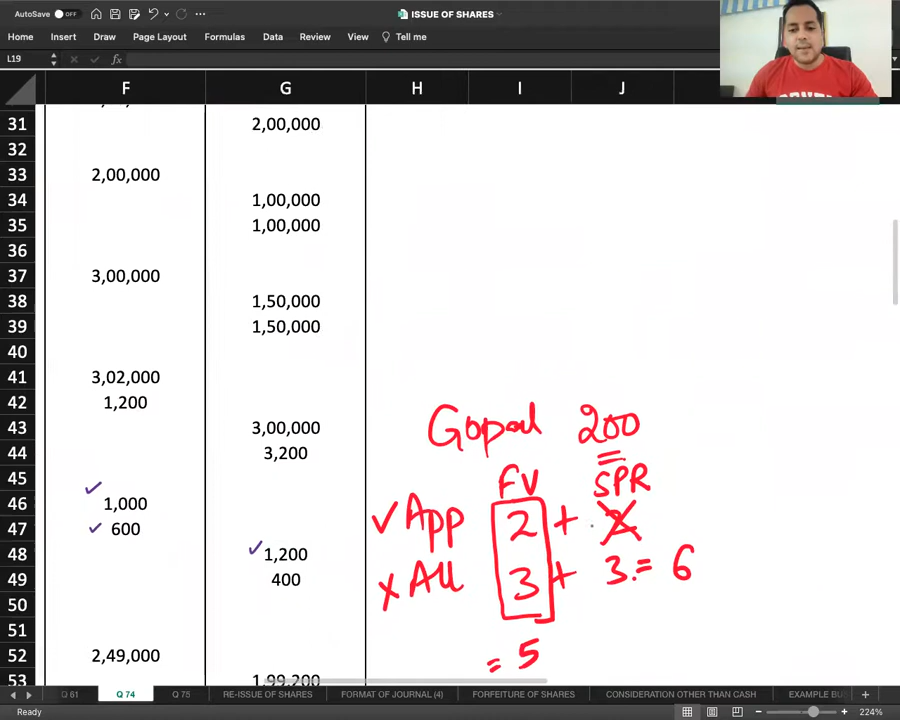 AutoSave OFF ISSUE OF SHARES
Home Insert Draw Page Layout Formulas Data Review View Tell me
L19 fx
F G H I J
31 2,00,000
32
33 2,00,000
34 1,00,000
35 1,00,000
36
37 3,00,000
38 1,50,000
39 1,50,000
40
41 3,02,000
42 1,200
43 3,00,000
44 3,200
45
46 1,000
47 600
48 1,200
49 400
50
51
52 2,49,000
53 1,99,200
Gopal 200
FV SPR
✓ App 2 + 2
X All 3 + 3 = 6
= 5
Q 61 Q 74 Q 75 RE-ISSUE OF SHARES FORMAT OF JOURNAL (4) FORFEITURE OF SHARES CONSIDERATION OTHER THAN CASH EXAMPLE BU
224%